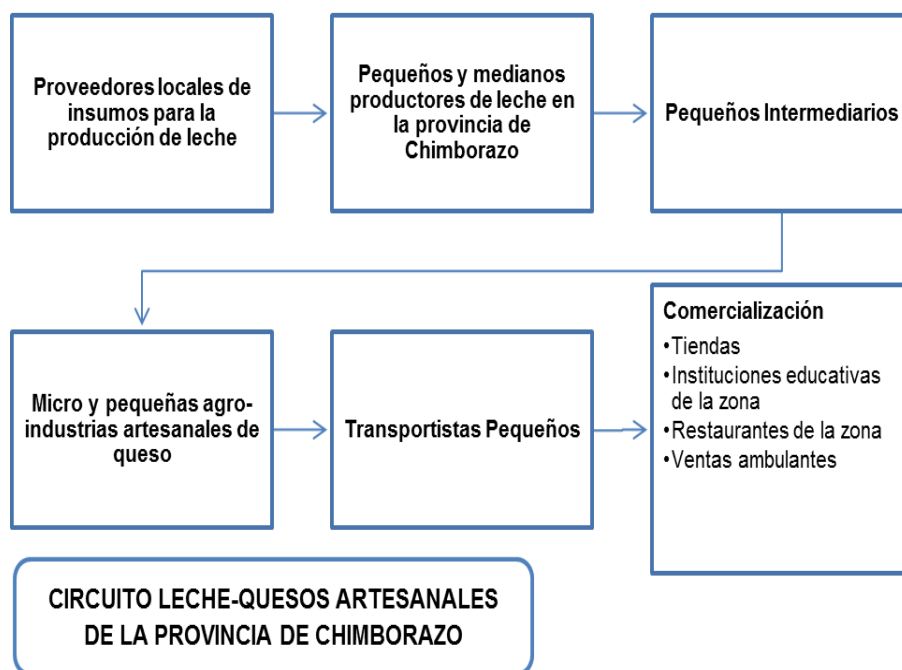 Proveedores locales de
insumos para la
producción de leche
Pequeños y medianos
productores de leche en
la provincia de
Chimborazo
Pequeños Intermediarios
Micro y pequeñas agro-
industrias artesanales de
queso
Transportistas Pequeños
Comercialización
•Tiendas
•Instituciones educativas
de la zona
•Restaurantes de la zona
•Ventas ambulantes
CIRCUITO LECHE-QUESOS ARTESANALES
DE LA PROVINCIA DE CHIMBORAZO